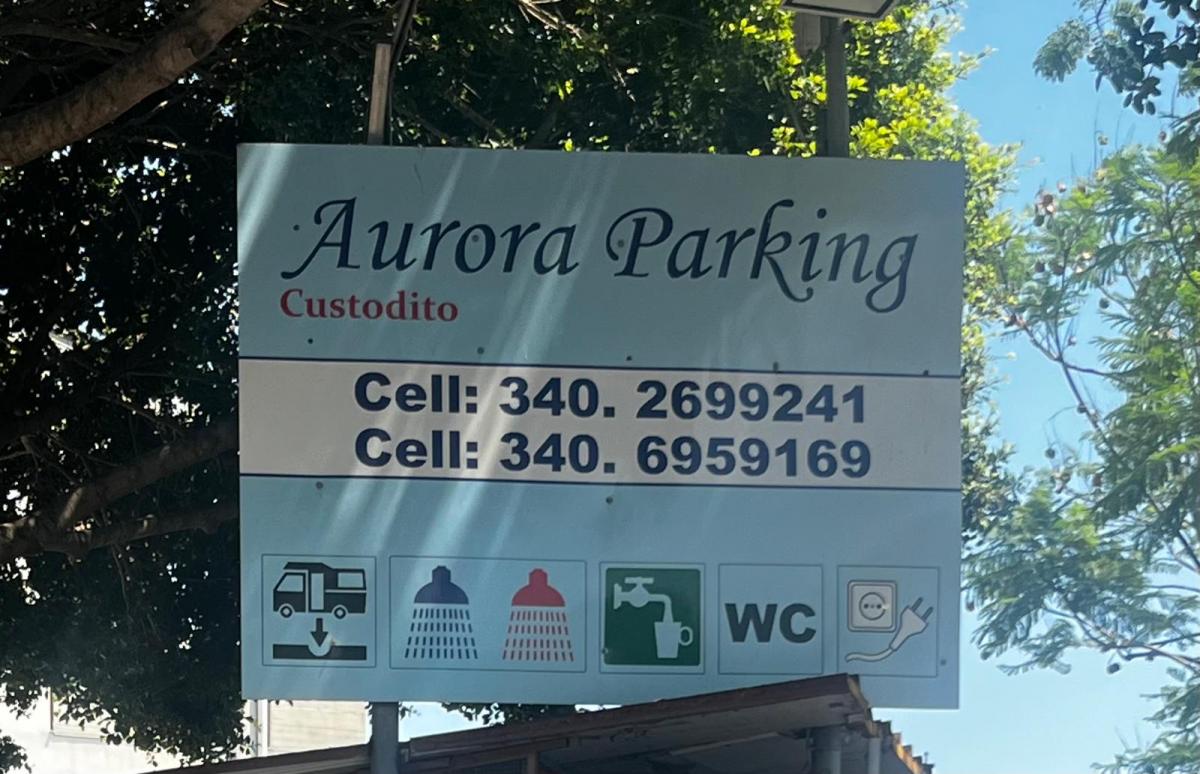 Aurora Parking
Custodito
Cell: 340. 2699241
Cell: 340. 6959169
WC